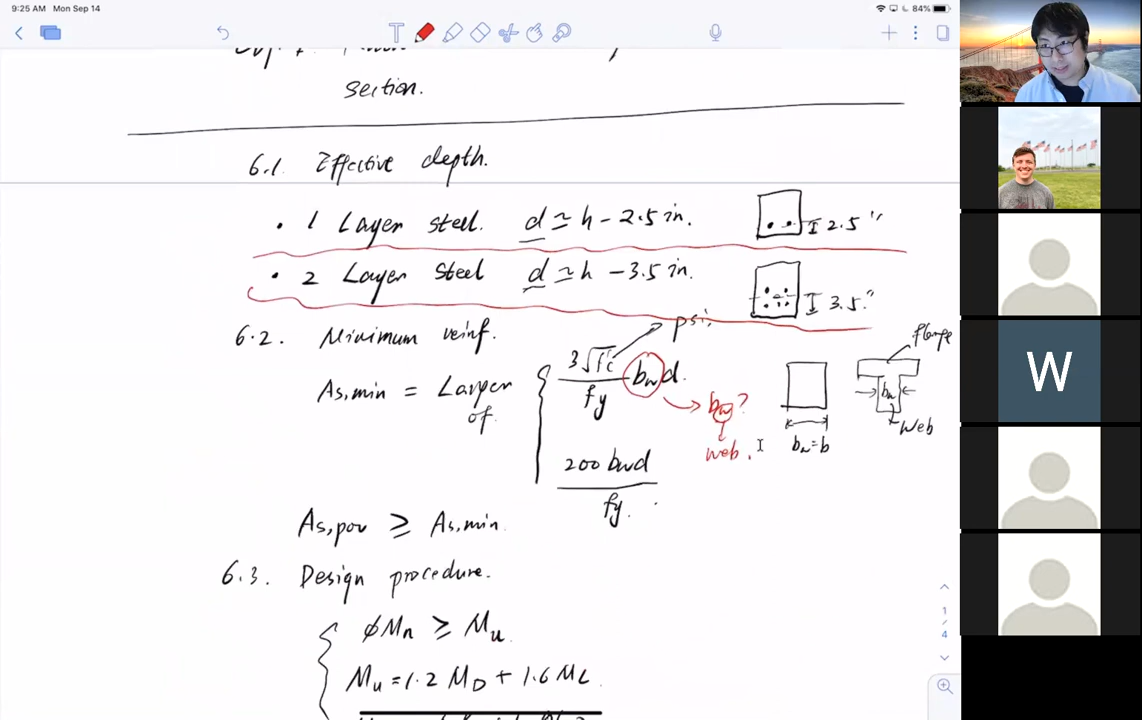 9:25 AM Mon Sep 14
84%
section.
6.1. Effective depth.
• 1 Layer steel. d ≃ h - 2.5 in.
2.5"
• 2 Layer Steel d ≃ h - 3.5 in.
3.5"
6.2. Minimum reinf.
psi.
flange
As,min = Larger of
3√fc' / fy bwd.
bw?
web.
bw=b
bw
Web
200 bwd / fy.
As,pov ≥ As,min.
6.3. Design procedure.
ϕMn ≥ Mu.
Mu = 1.2 MD + 1.6 ML
W
1
4